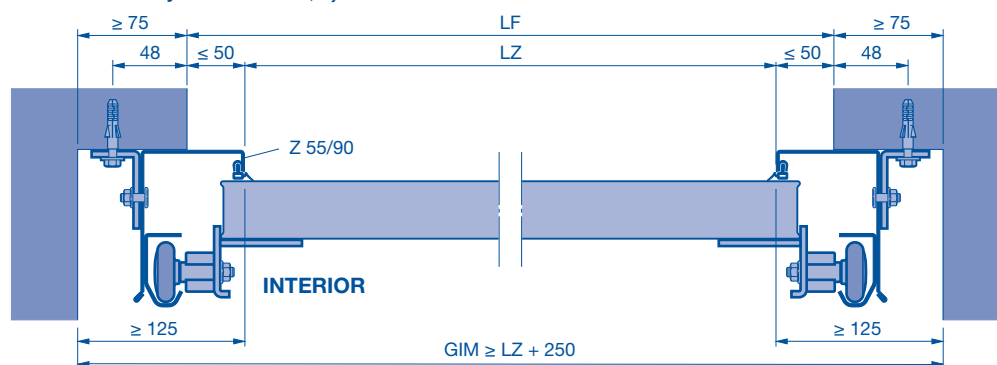 ≥ 75 LF ≥ 75
48 ≤ 50 LZ ≤ 50 48
Z 55/90
INTERIOR
≥ 125 ≥ 125
GIM ≥ LZ + 250